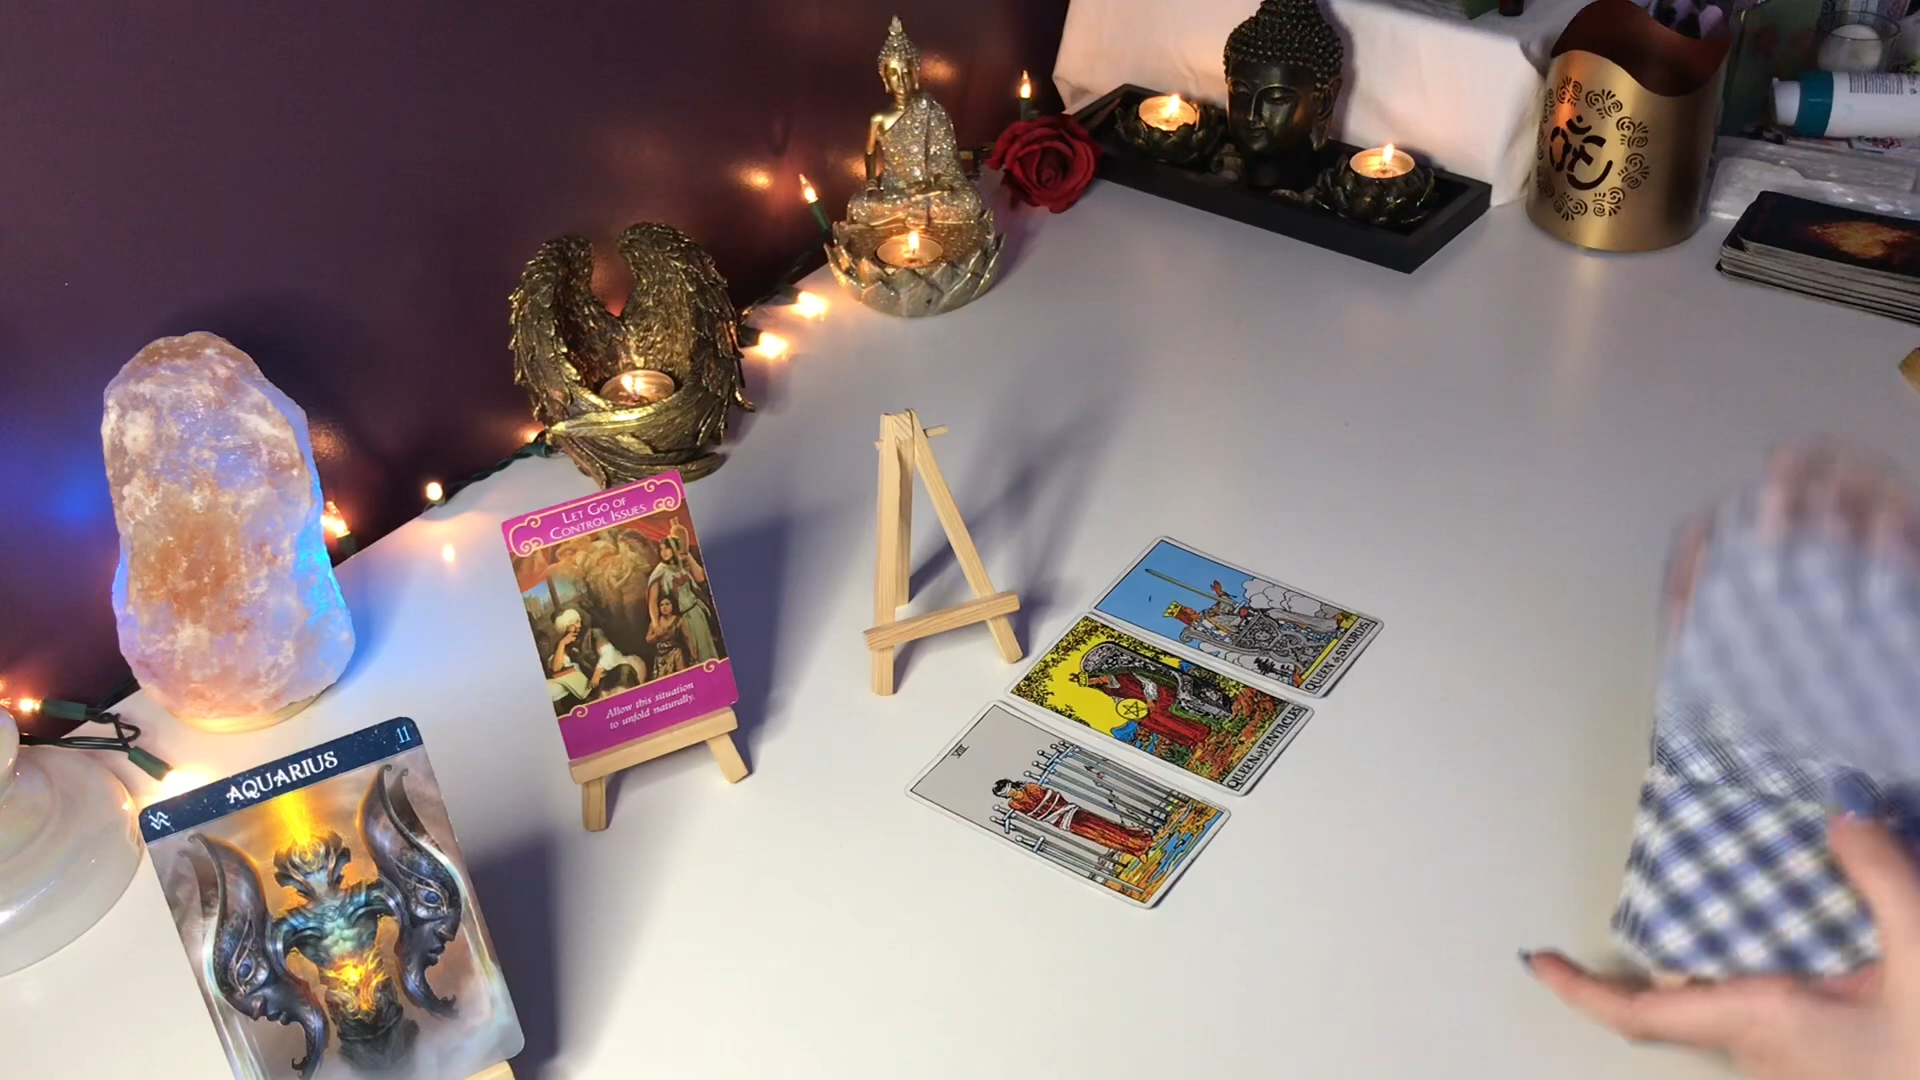 AQUARIUS
11
LET GO OF
CONTROL ISSUES
Allow this situation
to unfold naturally.
QUEEN of SWORDS
QUEEN of PENTACLES
VIII
ॐ